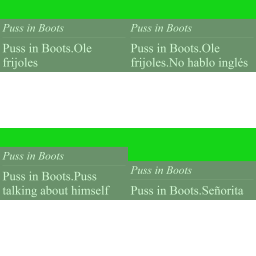 Puss in Boots
Puss in Boots.Ole
frijoles
Puss in Boots
Puss in Boots.Ole
frijoles.No hablo inglés
Puss in Boots
Puss in Boots.Puss
talking about himself
Puss in Boots
Puss in Boots.Señorita